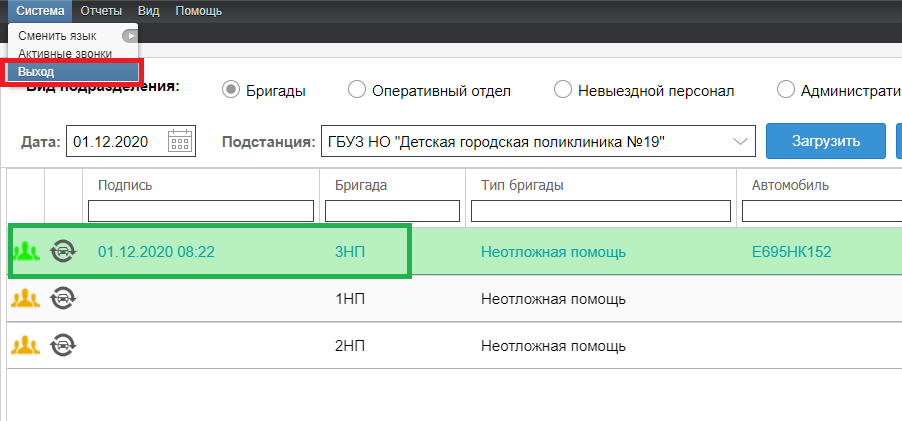 Система Отчеты Вид Помощь
Сменить язык
Активные звонки
Выход
Вид подразделения: Бригады Оперативный отдел Невыездной персонал Административ
Дата: 01.12.2020 Подстанция: ГБУЗ НО "Детская городская поликлиника №19" Загрузить
Подпись Бригада Тип бригады Автомобиль
01.12.2020 08:22 3НП Неотложная помощь Е695НК152
1НП Неотложная помощь
2НП Неотложная помощь